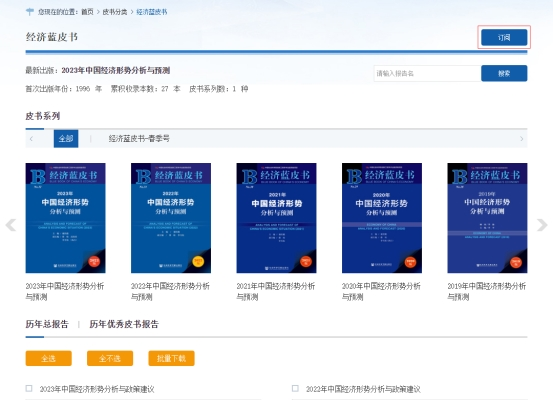 您现在的位置：首页 > 皮书分类 > 经济蓝皮书
经济蓝皮书
订阅
最新出版：2023年中国经济形势分析与预测
请输入报告名
搜索
首次出版年份：1996 年 累积收录本数：27 本 皮书系列数：1 种
皮书系列
全部 | 经济蓝皮书-春季号
B 经济蓝皮书
2023年
中国经济形势
分析与预测
B 经济蓝皮书
2022年
中国经济形势
分析与预测
B 经济蓝皮书
2021年
中国经济形势
分析与预测
B 经济蓝皮书
2020年
中国经济形势
分析与预测
B 经济蓝皮书
2019年
中国经济形势
分析与预测
2023年中国经济形势分析
与预测
2022年中国经济形势分析
与预测
2021年中国经济形势分析
与预测
2020年中国经济形势分析
与预测
2019年中国经济形势分析
与预测
历年总报告 | 历年优秀皮书报告
全选
全不选
批量下载
2023年中国经济形势分析与政策建议
2022年中国经济形势分析与政策建议